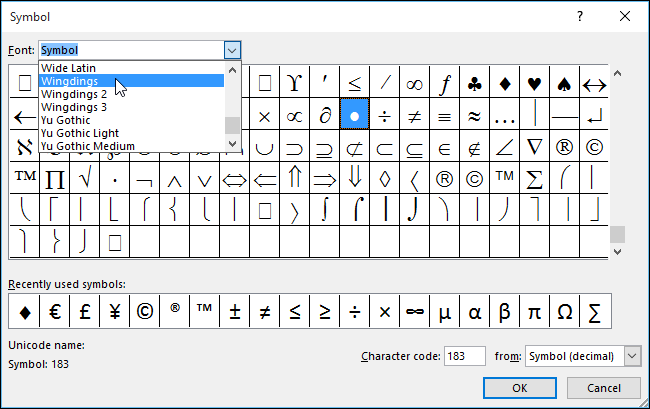 Symbol
Font: Symbol
Wide Latin
Wingdings
Wingdings 2
Wingdings 3
Yu Gothic
Yu Gothic Light
Yu Gothic Medium
ϒ ′ ≤ ⁄ ∞ ƒ ♣ ♦ ♥ ♠ ↔
← × ∝ ∂ • ÷ ≠ ≡ ≈ … ⏐ — ↵
ℵ ∪ ⊃ ⊇ ⊄ ⊂ ⊆ ∈ ∉ ∠ ∇ ® ©
™ ∏ √ ⋅ ¬ ∧ ∨ ⇔ ⇐ ⇑ ⇒ ⇓ ◊ 〈 ® © ™ ∑ ⎛ ⎜
⎝ ⎡ ⎢ ⎣ ⎧ ⎨ ⎩ ⎪ 〉 ∫ ⌠ ⎮ ⌡ ⎞ ⎟ ⎠ ⎤ ⎥ ⎦
⎫ ⎬ ⎭
Recently used symbols:
♦ € £ ¥ © ® ™ ± ≠ ≤ ≥ ÷ × ∞ µ α β π Ω ∑
Unicode name:
Symbol: 183
Character code: 183 from: Symbol (decimal)
OK Cancel